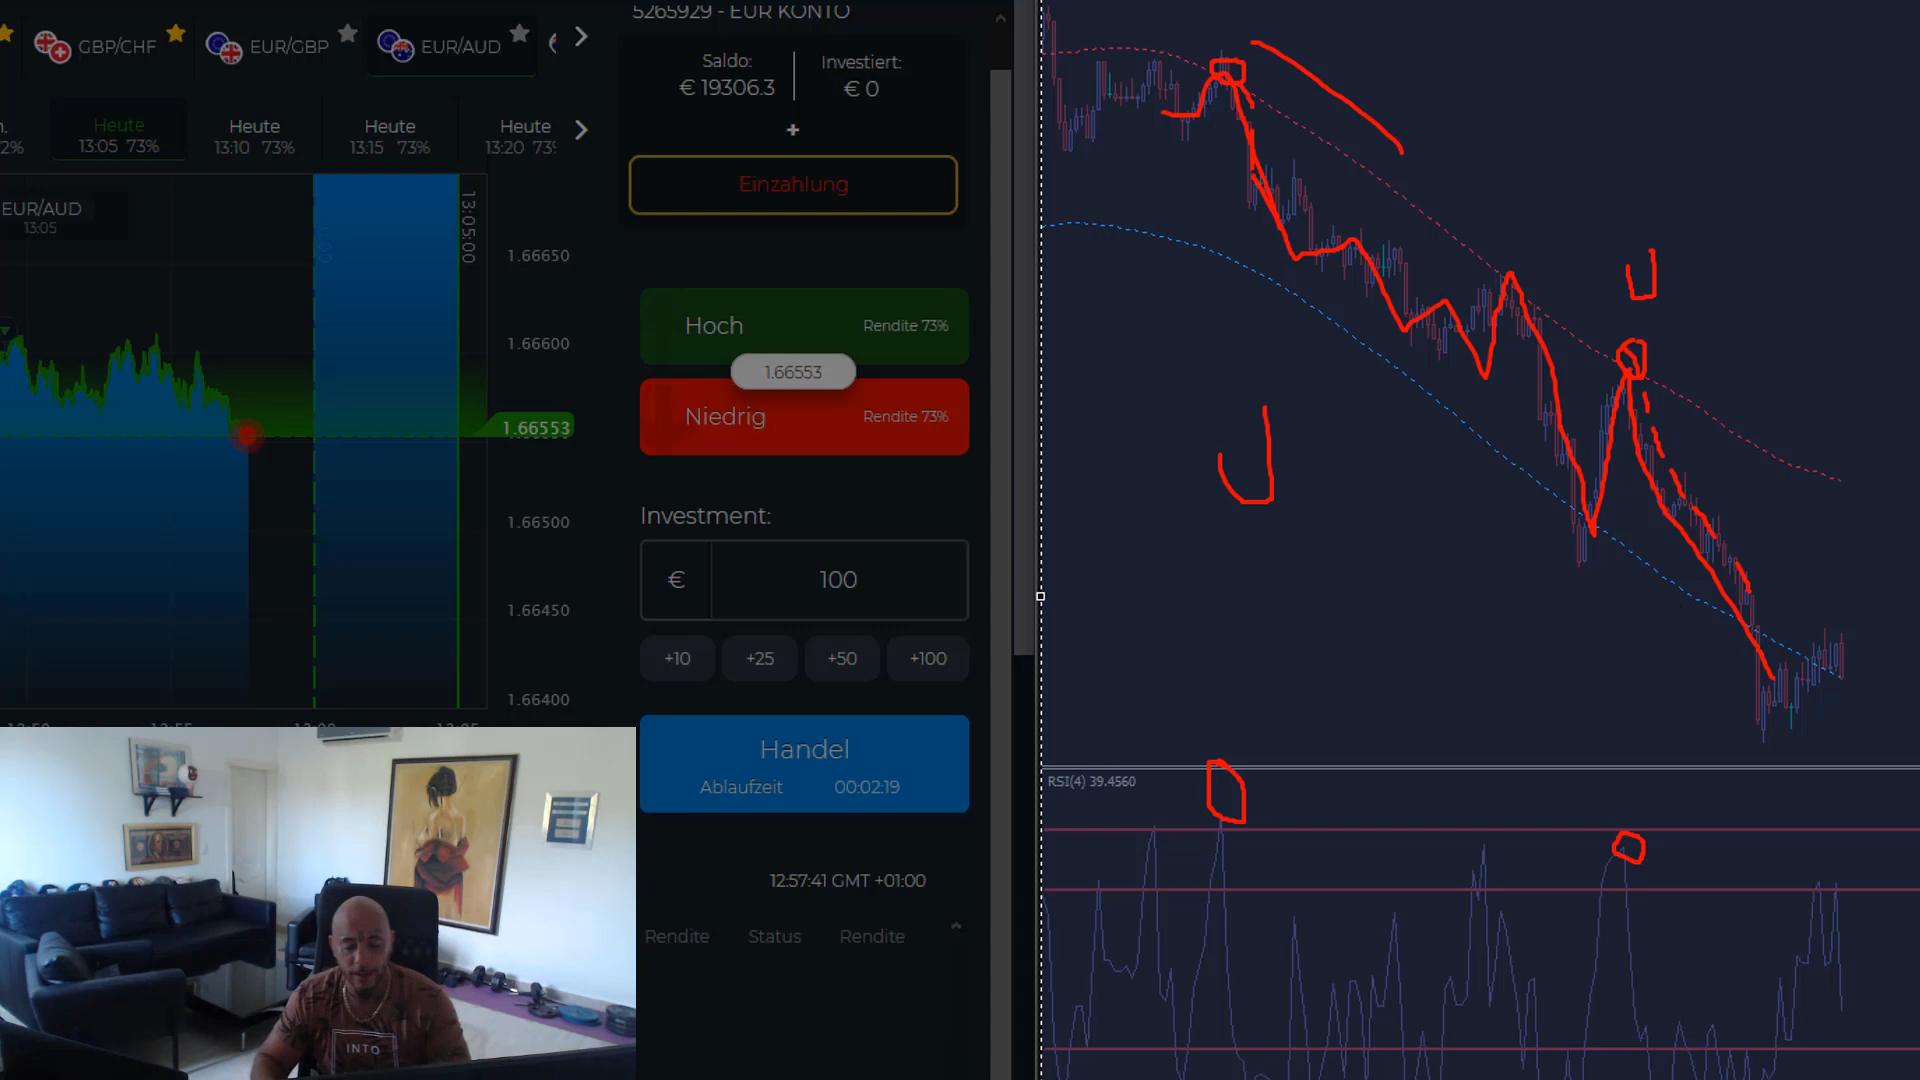 5265929 - EUR KONTO
GBP/CHF
EUR/GBP
EUR/AUD
Saldo:
€ 19306.3
Investiert:
€ 0
+
Heute
13:05 73%
Heute
13:10 73%
Heute
13:15 73%
Heute
13:20 73%
Einzahlung
EUR/AUD
13:05
13:05:00
1.66650
1.66600
1.66553
1.66500
1.66450
1.66400
Hoch
Rendite 73%
1.66553
Niedrig
Rendite 73%
Investment:
€
100
+10
+25
+50
+100
Handel
Ablaufzeit
00:02:19
12:57:41 GMT +01:00
Rendite
Status
Rendite
RSI(4) 39.4560
INTO